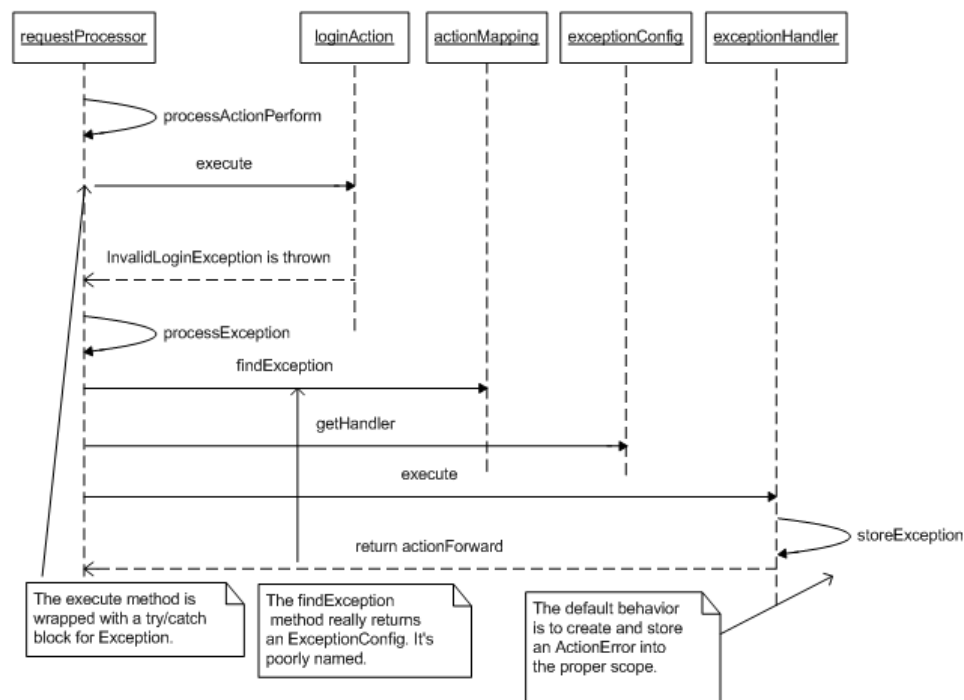 requestProcessor
loginAction
actionMapping
exceptionConfig
exceptionHandler
processActionPerform
execute
InvalidLoginException is thrown
processException
findException
getHandler
execute
storeException
return actionForward
The execute method is
wrapped with a try/catch
block for Exception.
The findException
method really returns
an ExceptionConfig. It's
poorly named.
The default behavior
is to create and store
an ActionError into
the proper scope.